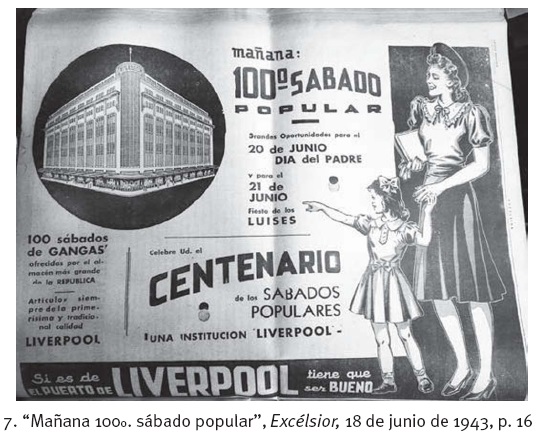 mañana:
100º SABADO
POPULAR
Grandes Oportunidades para el
20 de JUNIO
DIA del PADRE
y para el
21 de
JUNIO
Fiesta de los
LUISES
100 sábados
de GANGAS'
ofrecidos por el al-
macén más grande
de la REPUBLICA
Artículos siem-
pre de la prime-
rísima y tradicio-
nal calidad
LIVERPOOL
Celebre Ud. el
CENTENARIO
de los SABADOS
POPULARES
¡UNA INSTITUCION 'LIVERPOOL'-
Si es de
EL PUERTO DE LIVERPOOL tiene que
ser BUENO
7. “Mañana 100o. sábado popular”, Excélsior, 18 de junio de 1943, p. 16